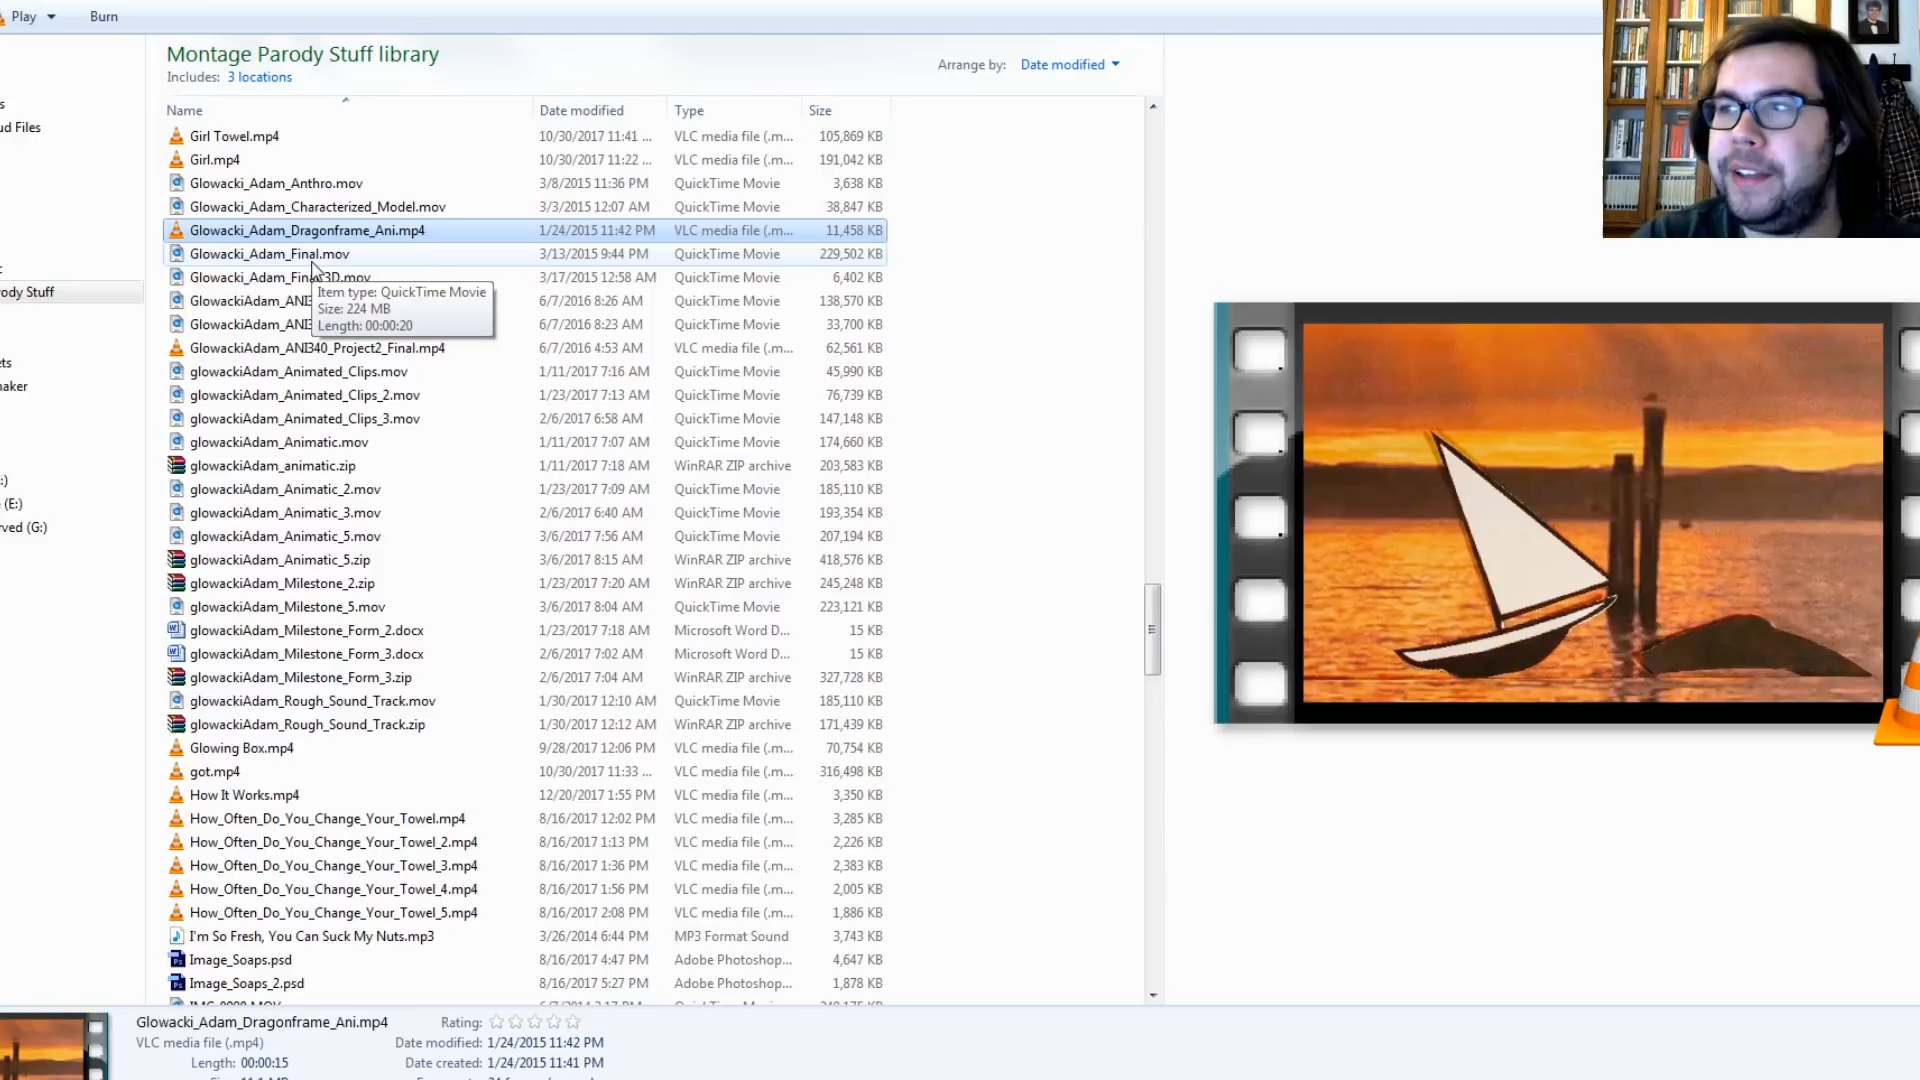 Play Burn
Montage Parody Stuff library
Includes: 3 locations
Arrange by: Date modified
Name Date modified Type Size
Girl Towel.mp4 10/30/2017 11:41 ... VLC media file (.m... 105,869 KB
Girl.mp4 10/30/2017 11:22 ... VLC media file (.m... 191,042 KB
Glowacki_Adam_Anthro.mov 3/8/2015 11:36 PM QuickTime Movie 3,638 KB
Glowacki_Adam_Characterized_Model.mov 3/3/2015 12:07 AM QuickTime Movie 38,847 KB
Glowacki_Adam_Dragonframe_Ani.mp4 1/24/2015 11:42 PM VLC media file (.m... 11,458 KB
Glowacki_Adam_Final.mov 3/13/2015 9:44 PM QuickTime Movie 229,502 KB
Glowacki_Adam_Final3D.mov 3/17/2015 12:58 AM QuickTime Movie 6,402 KB
GlowackiAdam_ANI3 6/7/2016 8:26 AM QuickTime Movie 138,570 KB
GlowackiAdam_ANI3 6/7/2016 8:23 AM QuickTime Movie 33,700 KB
Item type: QuickTime Movie
Size: 224 MB
Length: 00:00:20
GlowackiAdam_ANI340_Project2_Final.mp4 6/7/2016 4:53 AM VLC media file (.m... 62,561 KB
glowackiAdam_Animated_Clips.mov 1/11/2017 7:16 AM QuickTime Movie 45,990 KB
glowackiAdam_Animated_Clips_2.mov 1/23/2017 7:13 AM QuickTime Movie 76,739 KB
glowackiAdam_Animated_Clips_3.mov 2/6/2017 6:58 AM QuickTime Movie 147,148 KB
glowackiAdam_Animatic.mov 1/11/2017 7:07 AM QuickTime Movie 174,660 KB
glowackiAdam_animatic.zip 1/11/2017 7:18 AM WinRAR ZIP archive 203,583 KB
glowackiAdam_Animatic_2.mov 1/23/2017 7:09 AM QuickTime Movie 185,110 KB
glowackiAdam_Animatic_3.mov 2/6/2017 6:40 AM QuickTime Movie 193,354 KB
glowackiAdam_Animatic_5.mov 3/6/2017 7:56 AM QuickTime Movie 207,194 KB
glowackiAdam_Animatic_5.zip 3/6/2017 8:15 AM WinRAR ZIP archive 418,576 KB
glowackiAdam_Milestone_2.zip 1/23/2017 7:20 AM WinRAR ZIP archive 245,248 KB
glowackiAdam_Milestone_5.mov 3/6/2017 8:04 AM QuickTime Movie 223,121 KB
glowackiAdam_Milestone_Form_2.docx 1/23/2017 7:18 AM Microsoft Word D... 15 KB
glowackiAdam_Milestone_Form_3.docx 2/6/2017 7:02 AM Microsoft Word D... 15 KB
glowackiAdam_Milestone_Form_3.zip 2/6/2017 7:04 AM WinRAR ZIP archive 327,728 KB
glowackiAdam_Rough_Sound_Track.mov 1/30/2017 12:10 AM QuickTime Movie 185,110 KB
glowackiAdam_Rough_Sound_Track.zip 1/30/2017 12:12 AM WinRAR ZIP archive 171,439 KB
Glowing Box.mp4 9/28/2017 12:06 PM VLC media file (.m... 70,754 KB
got.mp4 10/30/2017 11:33 ... VLC media file (.m... 316,498 KB
How It Works.mp4 12/20/2017 1:55 PM VLC media file (.m... 3,350 KB
How_Often_Do_You_Change_Your_Towel.mp4 8/16/2017 12:02 PM VLC media file (.m... 3,285 KB
How_Often_Do_You_Change_Your_Towel_2.mp4 8/16/2017 1:13 PM VLC media file (.m... 2,226 KB
How_Often_Do_You_Change_Your_Towel_3.mp4 8/16/2017 1:36 PM VLC media file (.m... 2,383 KB
How_Often_Do_You_Change_Your_Towel_4.mp4 8/16/2017 1:56 PM VLC media file (.m... 2,005 KB
How_Often_Do_You_Change_Your_Towel_5.mp4 8/16/2017 2:08 PM VLC media file (.m... 1,886 KB
I'm So Fresh, You Can Suck My Nuts.mp3 3/26/2014 6:44 PM MP3 Format Sound 3,743 KB
Image_Soaps.psd 8/16/2017 4:47 PM Adobe Photoshop... 4,647 KB
Image_Soaps_2.psd 8/16/2017 5:27 PM Adobe Photoshop... 1,878 KB
s
ud Files
c
ody Stuff
ets
maker
:)
(E:)
rved (G:)
Glowacki_Adam_Dragonframe_Ani.mp4 Rating:
VLC media file (.mp4) Date modified: 1/24/2015 11:42 PM
Length: 00:00:15 Date created: 1/24/2015 11:41 PM